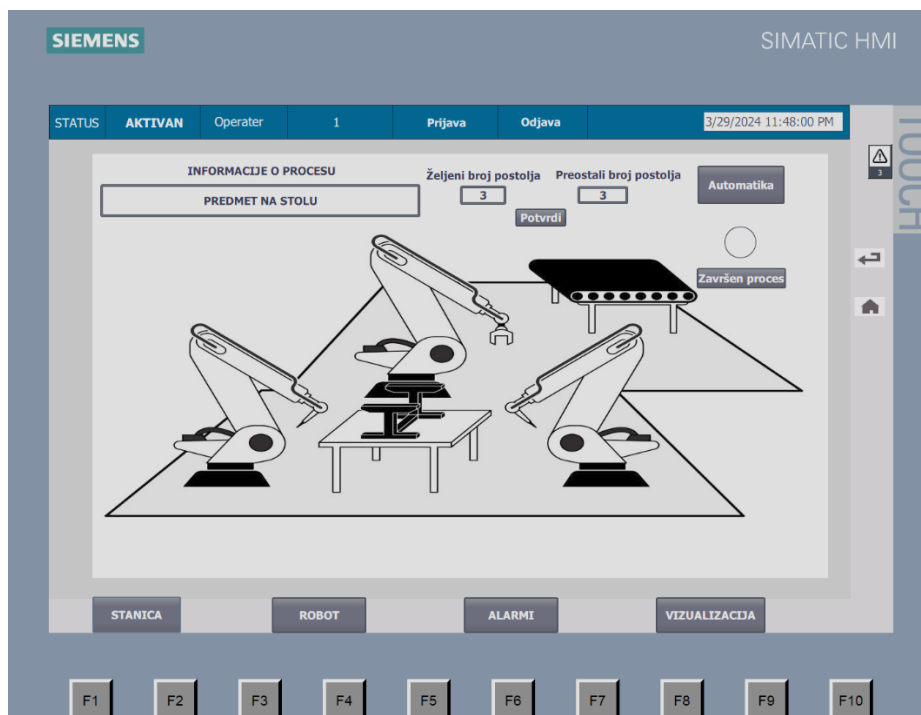 SIEMENS
SIMATIC HMI
TOUCH
STATUS AKTIVAN Operater 1 Prijava Odjava 3/29/2024 11:48:00 PM
3
INFORMACIJE O PROCESU
PREDMET NA STOLU
Željeni broj postolja Preostali broj postolja
3 3
Potvrdi
Automatika
Završen proces
STANICA ROBOT ALARMI VIZUALIZACIJA
F1 F2 F3 F4 F5 F6 F7 F8 F9 F10